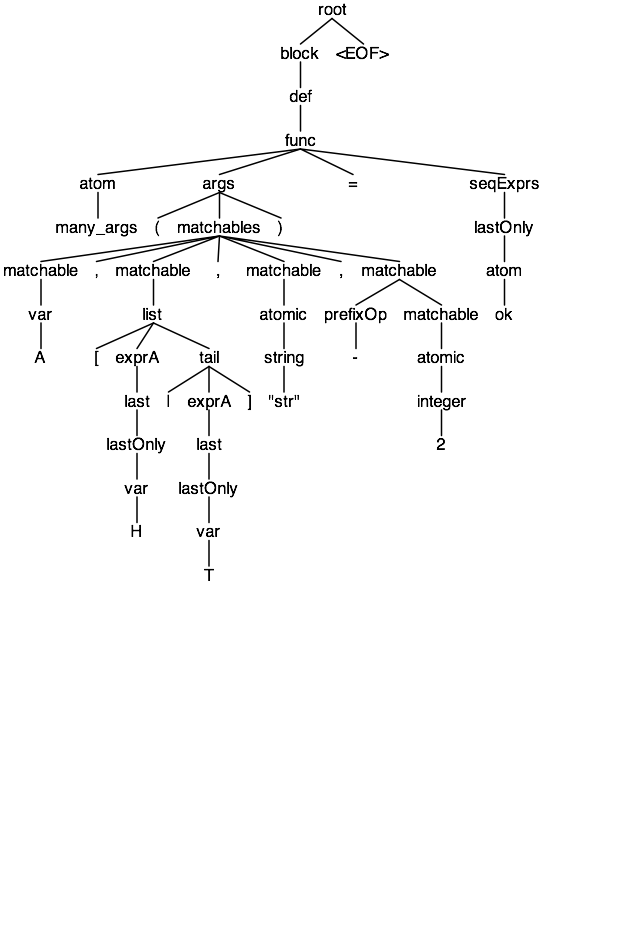 root
block <EOF>
def
func
atom args = seqExprs
many_args ( matchables ) lastOnly
matchable , matchable , matchable , matchable atom
var list atomic prefixOp matchable ok
A [ exprA tail string - atomic
last | exprA ] "str" integer
lastOnly last 2
var lastOnly
H var
T